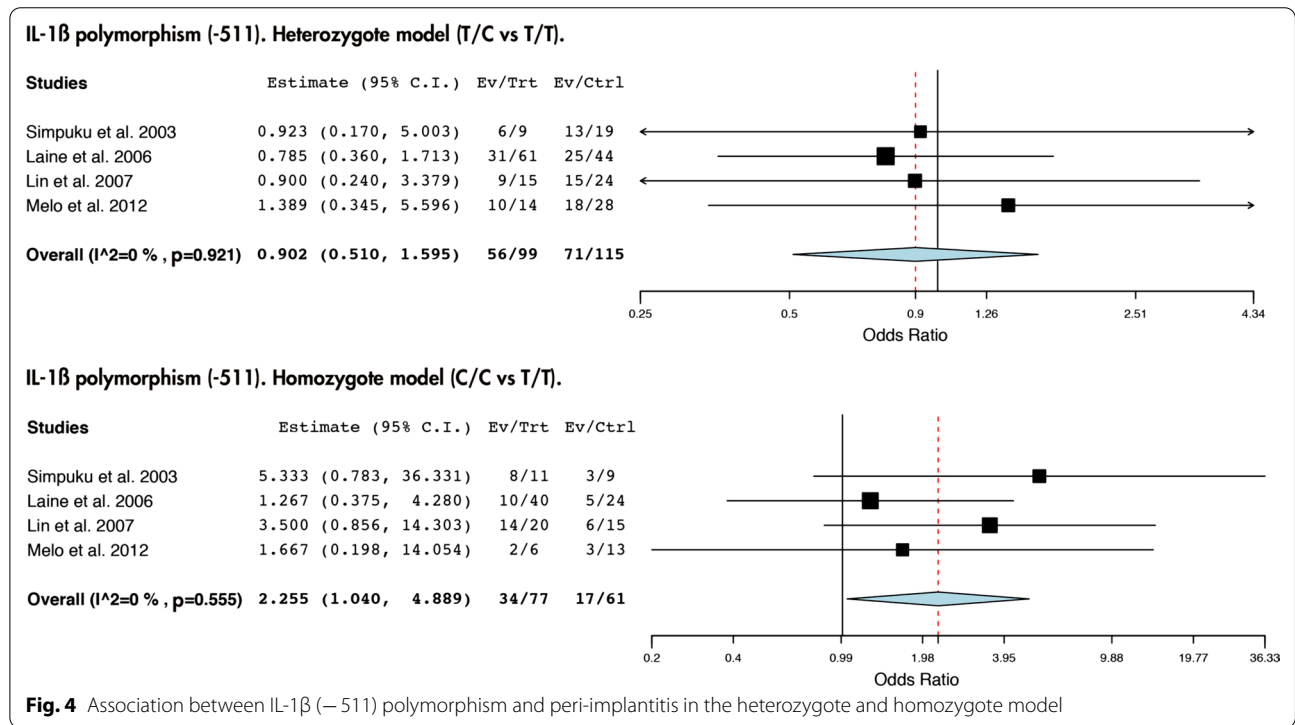 IL-1ß polymorphism (-511). Heterozygote model (T/C vs T/T).
Studies Estimate (95% C.I.) Ev/Trt Ev/Ctrl
Simpuku et al. 2003 0.923 (0.170, 5.003) 6/9 13/19
Laine et al. 2006 0.785 (0.360, 1.713) 31/61 25/44
Lin et al. 2007 0.900 (0.240, 3.379) 9/15 15/24
Melo et al. 2012 1.389 (0.345, 5.596) 10/14 18/28
Overall (I^2=0 % , p=0.921) 0.902 (0.510, 1.595) 56/99 71/115
0.25 0.5 0.9 1.26 2.51 4.34
Odds Ratio
IL-1ß polymorphism (-511). Homozygote model (C/C vs T/T).
Studies Estimate (95% C.I.) Ev/Trt Ev/Ctrl
Simpuku et al. 2003 5.333 (0.783, 36.331) 8/11 3/9
Laine et al. 2006 1.267 (0.375, 4.280) 10/40 5/24
Lin et al. 2007 3.500 (0.856, 14.303) 14/20 6/15
Melo et al. 2012 1.667 (0.198, 14.054) 2/6 3/13
Overall (I^2=0 % , p=0.555) 2.255 (1.040, 4.889) 34/77 17/61
0.2 0.4 0.99 1.98 3.95 9.88 19.77 36.33
Odds Ratio
Fig. 4 Association between IL-1β (− 511) polymorphism and peri-implantitis in the heterozygote and homozygote model